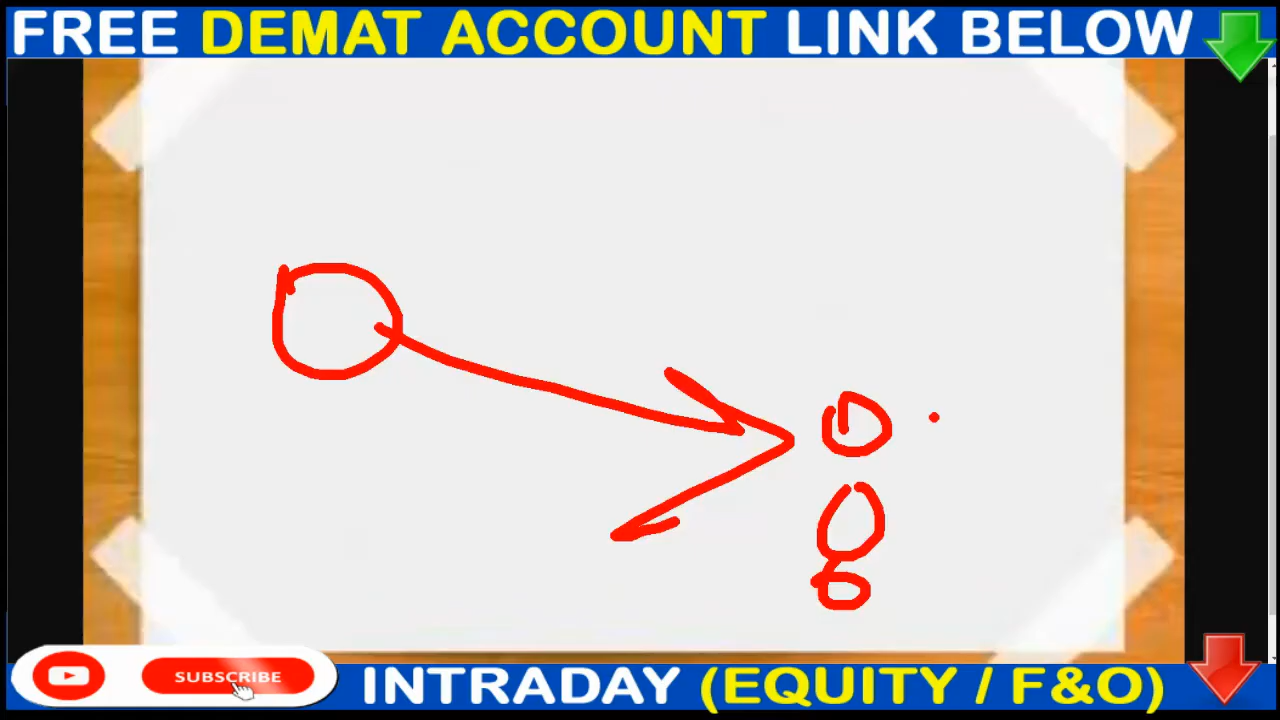 FREE DEMAT ACCOUNT LINK BELOW
SUBSCRIBE
INTRADAY (EQUITY / F&O)